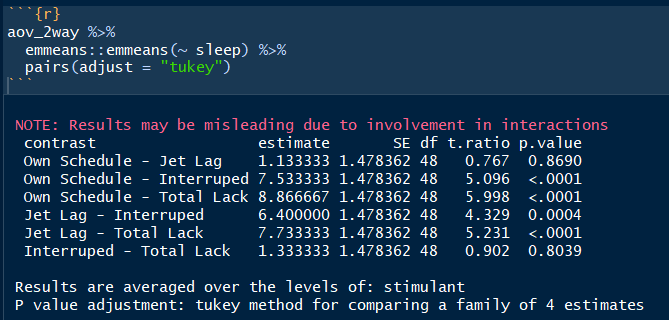 ```{r}
aov_2way %>%
  emmeans::emmeans(~ sleep) %>%
  pairs(adjust = "tukey")
```
NOTE: Results may be misleading due to involvement in interactions
 contrast                   estimate       SE df t.ratio p.value
 Own Schedule - Jet Lag     1.133333 1.478362 48   0.767  0.8690
 Own Schedule - Interruped  7.533333 1.478362 48   5.096  <.0001
 Own Schedule - Total Lack  8.866667 1.478362 48   5.998  <.0001
 Jet Lag - Interruped       6.400000 1.478362 48   4.329  0.0004
 Jet Lag - Total Lack       7.733333 1.478362 48   5.231  <.0001
 Interruped - Total Lack    1.333333 1.478362 48   0.902  0.8039
Results are averaged over the levels of: stimulant
P value adjustment: tukey method for comparing a family of 4 estimates